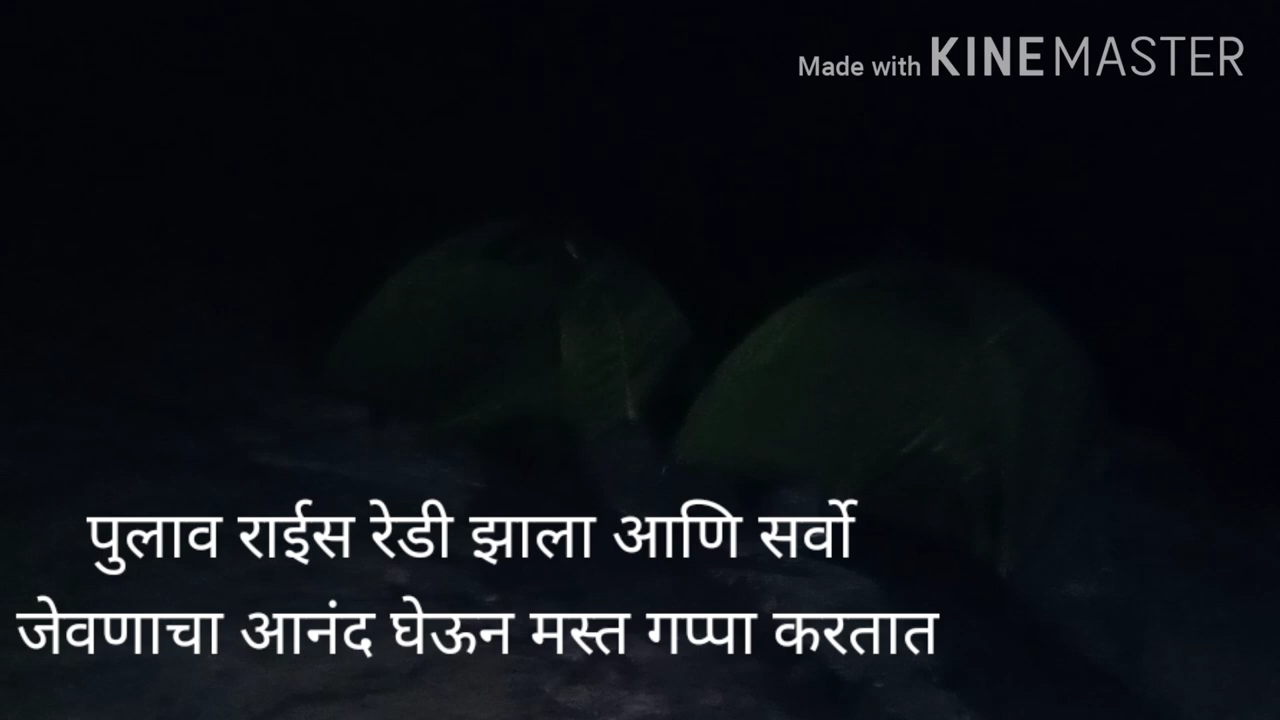 Made with KINEMASTER
पुलाव राईस रेडी झाला आणि सर्वो
जेवणाचा आनंद घेऊन मस्त गप्पा करतात